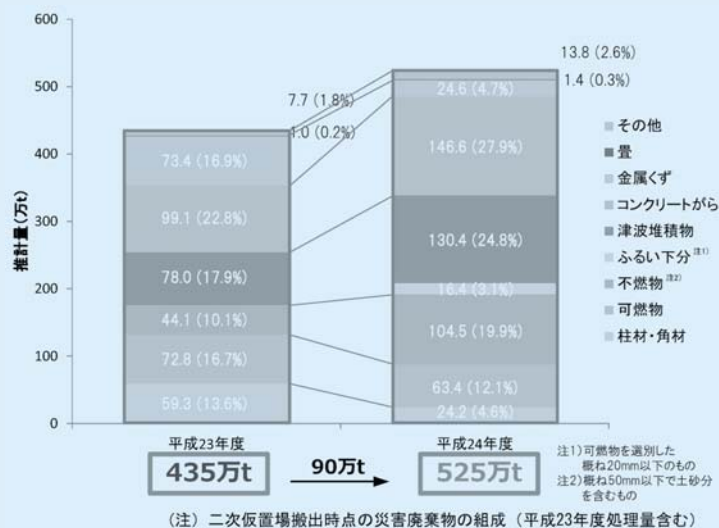 600
500
400
300
200
100
0
推計量(万t)
7.7 (1.8%)
1.0 (0.2%)
73.4 (16.9%)
99.1 (22.8%)
78.0 (17.9%)
44.1 (10.1%)
72.8 (16.7%)
59.3 (13.6%)
13.8 (2.6%)
1.4 (0.3%)
24.6 (4.7%)
146.6 (27.9%)
130.4 (24.8%)
16.4 (3.1%)
104.5 (19.9%)
63.4 (12.1%)
24.2 (4.6%)
その他
畳
金属くず
コンクリートがら
津波堆積物
ふるい下分 注1)
不燃物 注2)
可燃物
柱材・角材
平成23年度
平成24年度
435万t
90万t
525万t
注1)可燃物を選別した
概ね20mm以下のもの
注2)概ね50mm以下で土砂分
を含むもの
(注) 二次仮置場搬出時点の災害廃棄物の組成(平成23年度処理量含む)